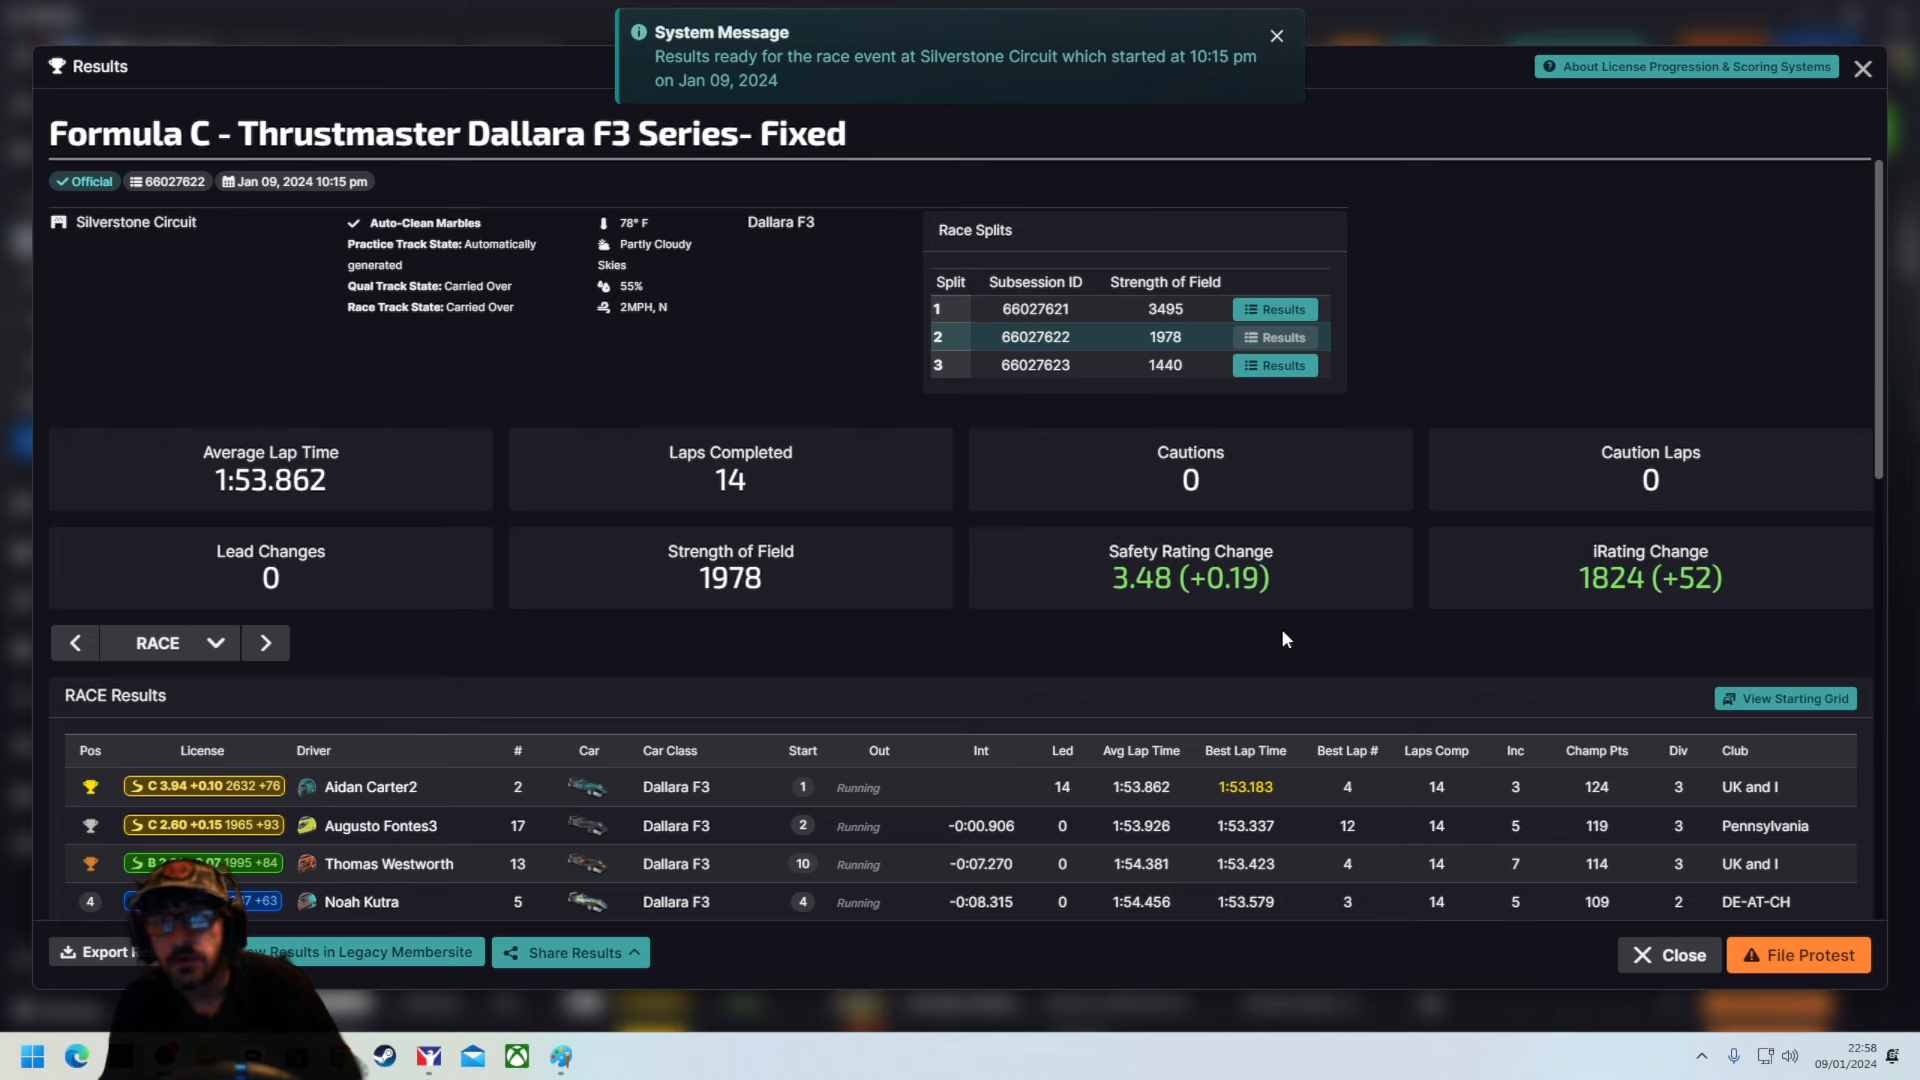 System Message
Results ready for the race event at Silverstone Circuit which started at 10:15 pm
on Jan 09, 2024
Results
About License Progression & Scoring Systems
Formula C - Thrustmaster Dallara F3 Series- Fixed
Official 66027622 Jan 09, 2024 10:15 pm
Silverstone Circuit
Auto-Clean Marbles
Practice Track State: Automatically
generated
Qual Track State: Carried Over
Race Track State: Carried Over
78° F
Partly Cloudy
Skies
55%
2MPH, N
Dallara F3
Race Splits
Split Subsession ID Strength of Field
1 66027621 3495 Results
2 66027622 1978 Results
3 66027623 1440 Results
Average Lap Time
1:53.862
Laps Completed
14
Cautions
0
Caution Laps
0
Lead Changes
0
Strength of Field
1978
Safety Rating Change
3.48 (+0.19)
iRating Change
1824 (+52)
RACE
RACE Results
View Starting Grid
Pos License Driver # Car Car Class Start Out Int Led Avg Lap Time Best Lap Time Best Lap # Laps Comp Inc Champ Pts Div Club
C 3.94 +0.10 2632 +76 Aidan Carter2 2 Dallara F3 1 Running 14 1:53.862 1:53.183 4 14 3 124 3 UK and I
C 2.60 +0.15 1965 +93 Augusto Fontes3 17 Dallara F3 2 Running -0:00.906 0 1:53.926 1:53.337 12 14 5 119 3 Pennsylvania
B 1995 +84 Thomas Westworth 13 Dallara F3 10 Running -0:07.270 0 1:54.381 1:53.423 4 14 7 114 3 UK and I
4 +63 Noah Kutra 5 Dallara F3 4 Running -0:08.315 0 1:54.456 1:53.579 3 14 5 109 2 DE-AT-CH
Export
Results in Legacy Membersite
Share Results
Close
File Protest
22:58
09/01/2024